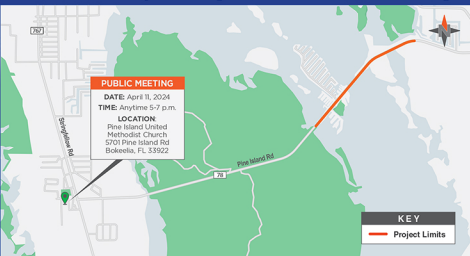 767
PUBLIC MEETING
DATE: April 11, 2024
TIME: Anytime 5-7 p.m.
LOCATION:
Pine Island United
Methodist Church
5701 Pine Island Rd
Bokeelia, FL 33922
Stringfellow Rd
Pine Island Rd
78
KEY
Project Limits